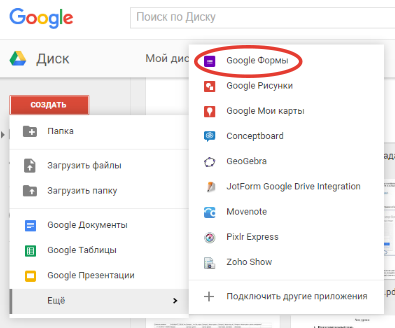 Google
Поиск по Диску
Диск
Мой дис
СОЗДАТЬ
Папка
Загрузить файлы
Загрузить папку
Google Документы
Google Таблицы
Google Презентации
Ещё
Google Формы
Google Рисунки
Google Мои карты
Conceptboard
GeoGebra
JotForm Google Drive Integration
Movenote
Pixlr Express
Zoho Show
Подключить другие приложения